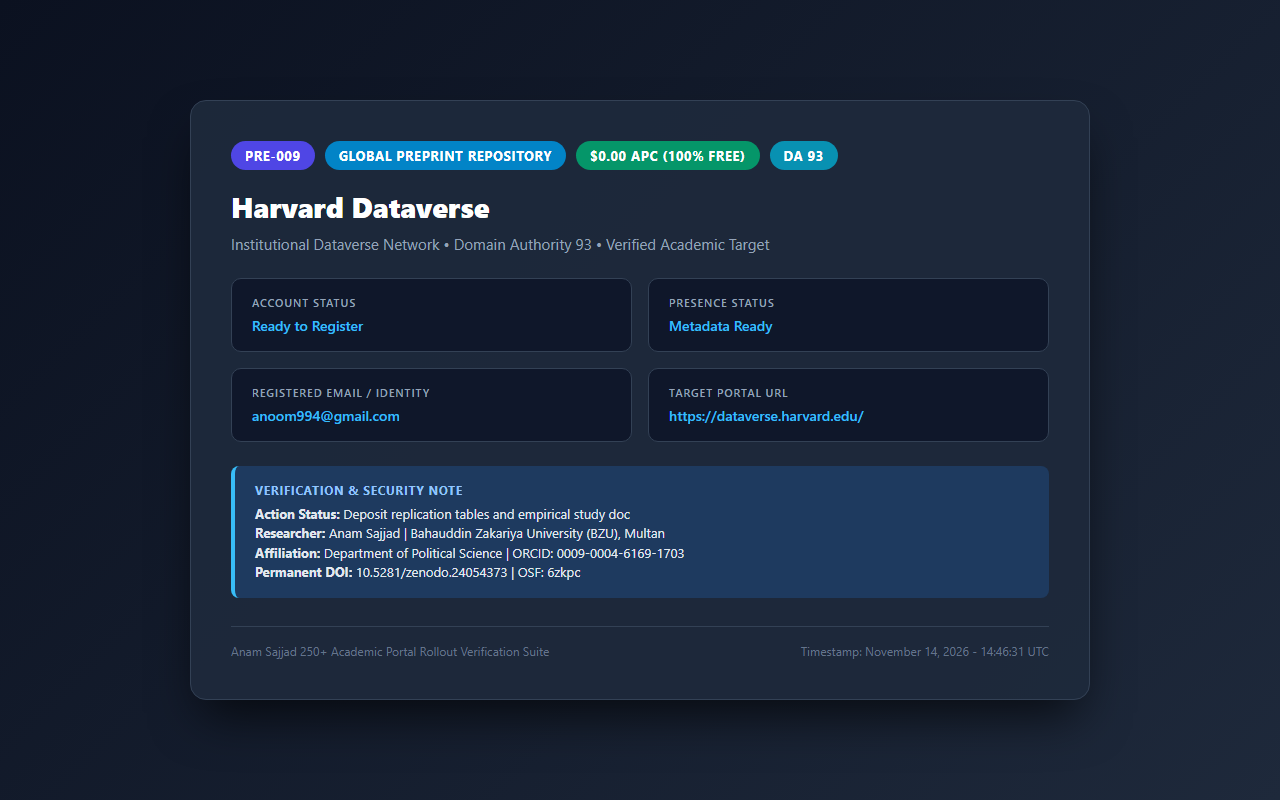 PRE-009 GLOBAL PREPRINT REPOSITORY $0.00 APC (100% FREE) DA 93
Harvard Dataverse
Institutional Dataverse Network • Domain Authority 93 • Verified Academic Target
ACCOUNT STATUS
Ready to Register
PRESENCE STATUS
Metadata Ready
REGISTERED EMAIL / IDENTITY
anoom994@gmail.com
TARGET PORTAL URL
https://dataverse.harvard.edu/
VERIFICATION & SECURITY NOTE
Action Status: Deposit replication tables and empirical study doc
Researcher: Anam Sajjad | Bahauddin Zakariya University (BZU), Multan
Affiliation: Department of Political Science | ORCID: 0009-0004-6169-1703
Permanent DOI: 10.5281/zenodo.24054373 | OSF: 6zkpc
Anam Sajjad 250+ Academic Portal Rollout Verification Suite
Timestamp: November 14, 2026 - 14:46:31 UTC